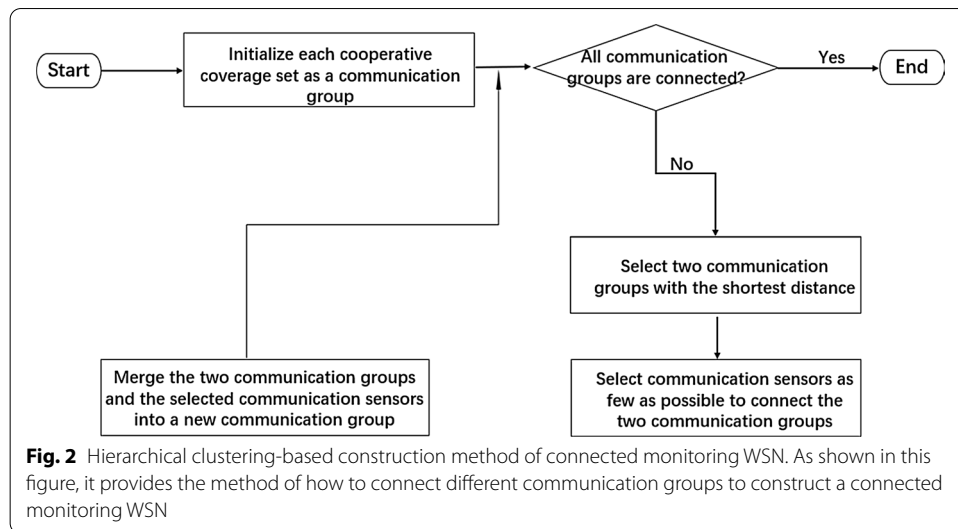 Start
Initialize each cooperative
coverage set as a communication
group
All communication
groups are connected?
Yes
End
No
Select two communication
groups with the shortest distance
Select communication sensors as
few as possible to connect the
two communication groups
Merge the two communication groups
and the selected communication sensors
into a new communication group
Fig. 2 Hierarchical clustering-based construction method of connected monitoring WSN. As shown in this
figure, it provides the method of how to connect different communication groups to construct a connected
monitoring WSN